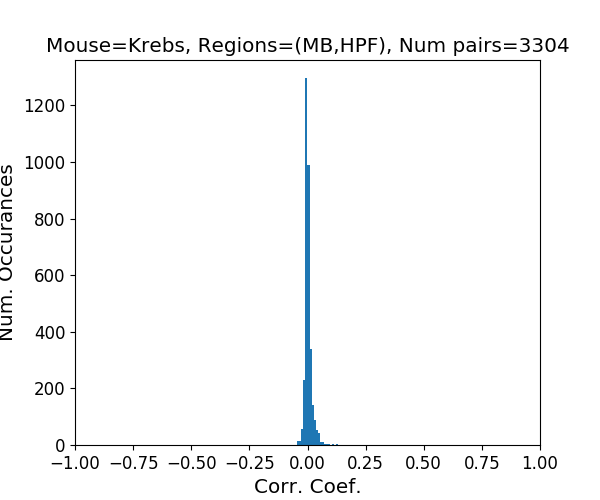 Mouse=Krebs, Regions=(MB,HPF), Num pairs=3304
Num. Occurances
1200
1000
800
600
400
200
0
−1.00 −0.75 −0.50 −0.25 0.00 0.25 0.50 0.75 1.00
Corr. Coef.